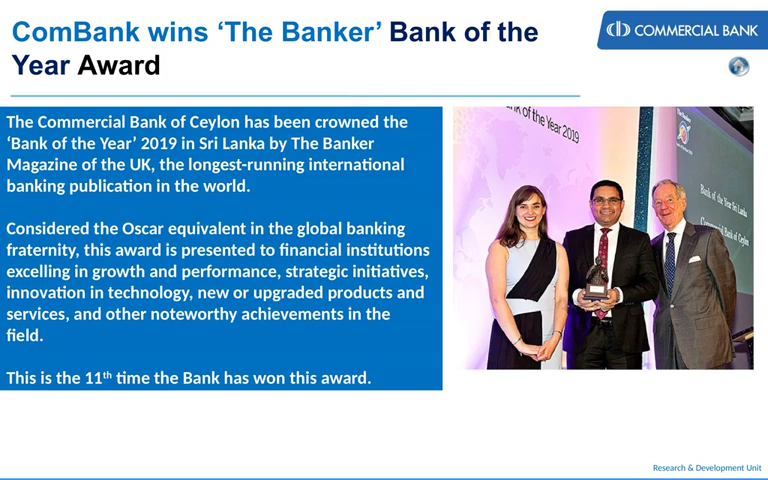 ComBank wins ‘The Banker’ Bank of the
Year Award
COMMERCIAL BANK
The Commercial Bank of Ceylon has been crowned the
‘Bank of the Year’ 2019 in Sri Lanka by The Banker
Magazine of the UK, the longest-running international
banking publication in the world.
Considered the Oscar equivalent in the global banking
fraternity, this award is presented to financial institutions
excelling in growth and performance, strategic initiatives,
innovation in technology, new or upgraded products and
services, and other noteworthy achievements in the
field.
This is the 11th time the Bank has won this award.
of the Year 2019
Bank of the Year Sri Lanka
Commercial Bank of Ceylon
Research & Development Unit